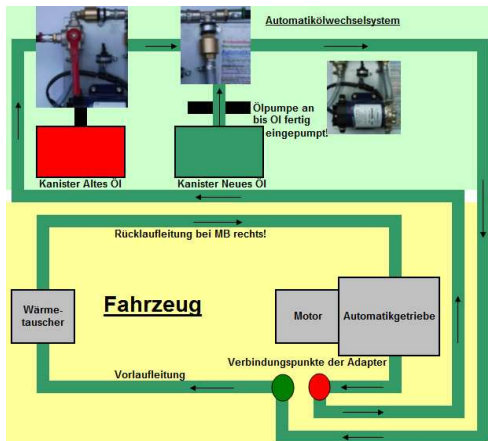 Automatikölwechselsystem
Ölpumpe an
bis Öl fertig
eingepumpt!
Kanister Altes Öl
Kanister Neues Öl
Rücklaufleitung bei MB rechts!
Wärme-
tauscher
Fahrzeug
Motor
Automatikgetriebe
Verbindungspunkte der Adapter
Vorlaufleitung